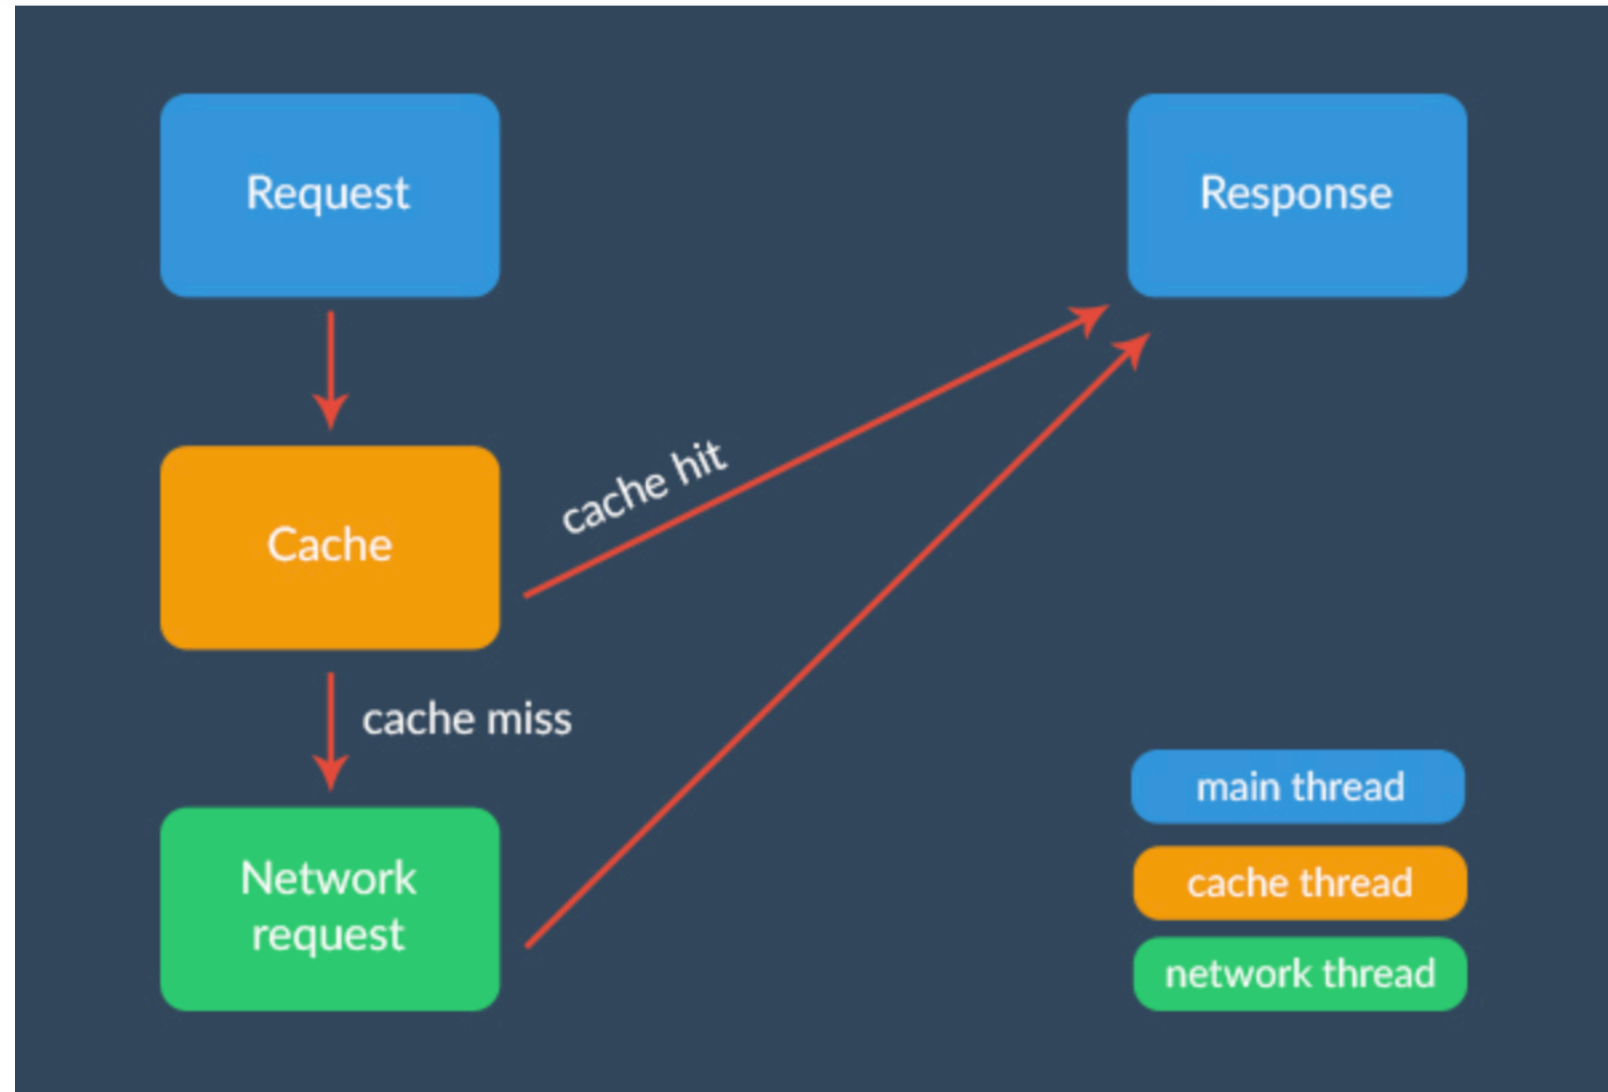 Request
Response
cache hit
Cache
cache miss
Network
request
main thread
cache thread
network thread